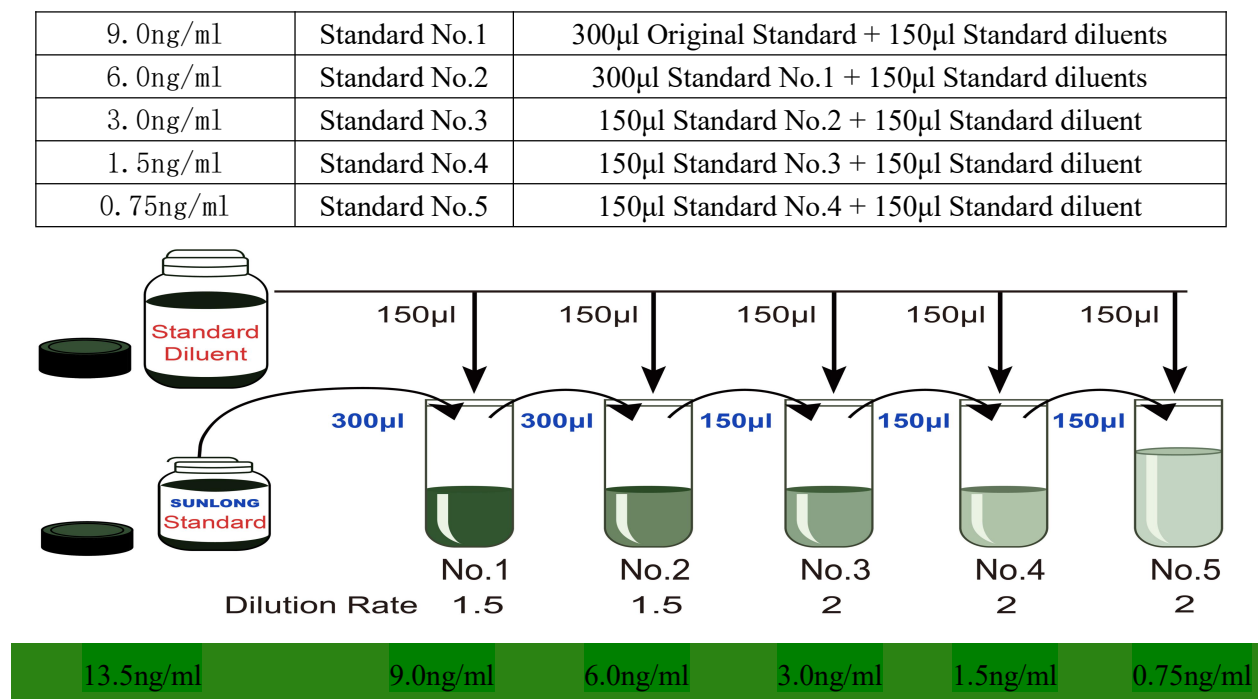 9.0ng/ml Standard No.1 300μl Original Standard + 150μl Standard diluents
6.0ng/ml Standard No.2 300μl Standard No.1 + 150μl Standard diluents
3.0ng/ml Standard No.3 150μl Standard No.2 + 150μl Standard diluent
1.5ng/ml Standard No.4 150μl Standard No.3 + 150μl Standard diluent
0.75ng/ml Standard No.5 150μl Standard No.4 + 150μl Standard diluent
150μl 150μl 150μl 150μl 150μl
Standard
Diluent
300μl 300μl 150μl 150μl 150μl
SUNLONG
Standard
No.1 No.2 No.3 No.4 No.5
Dilution Rate 1.5 1.5 2 2 2
13.5ng/ml 9.0ng/ml 6.0ng/ml 3.0ng/ml 1.5ng/ml 0.75ng/ml